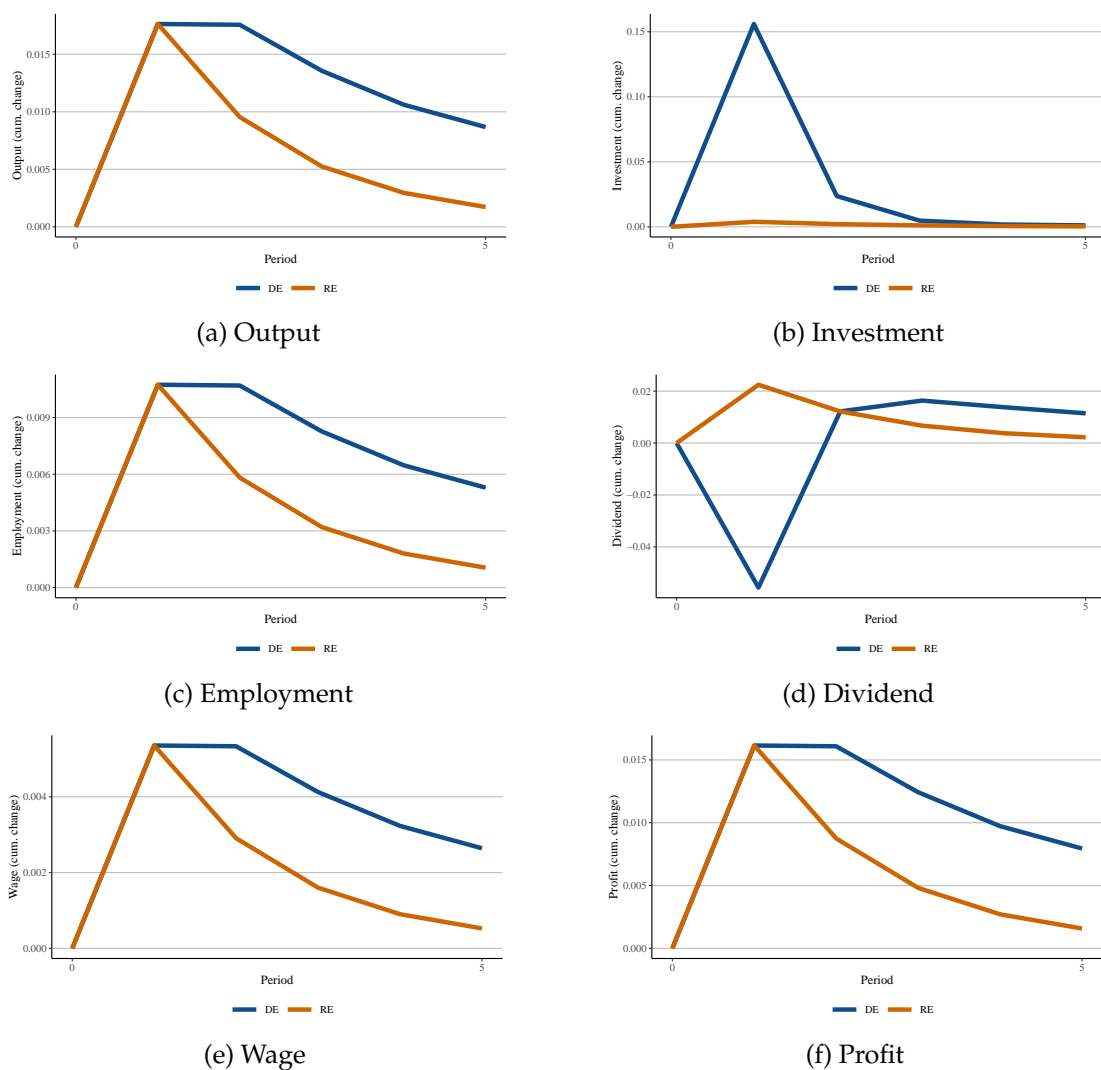 Output (cum. change)
0.015
0.010
0.005
0.000
0
5
Period
DE RE
(a) Output
Investment (cum. change)
0.15
0.10
0.05
0.00
0
5
Period
DE RE
(b) Investment
Employment (cum. change)
0.009
0.006
0.003
0.000
0
5
Period
DE RE
(c) Employment
Dividend (cum. change)
0.02
0.00
−0.02
−0.04
0
5
Period
DE RE
(d) Dividend
Wage (cum. change)
0.004
0.002
0.000
0
5
Period
DE RE
(e) Wage
Profit (cum. change)
0.015
0.010
0.005
0.000
0
5
Period
DE RE
(f) Profit